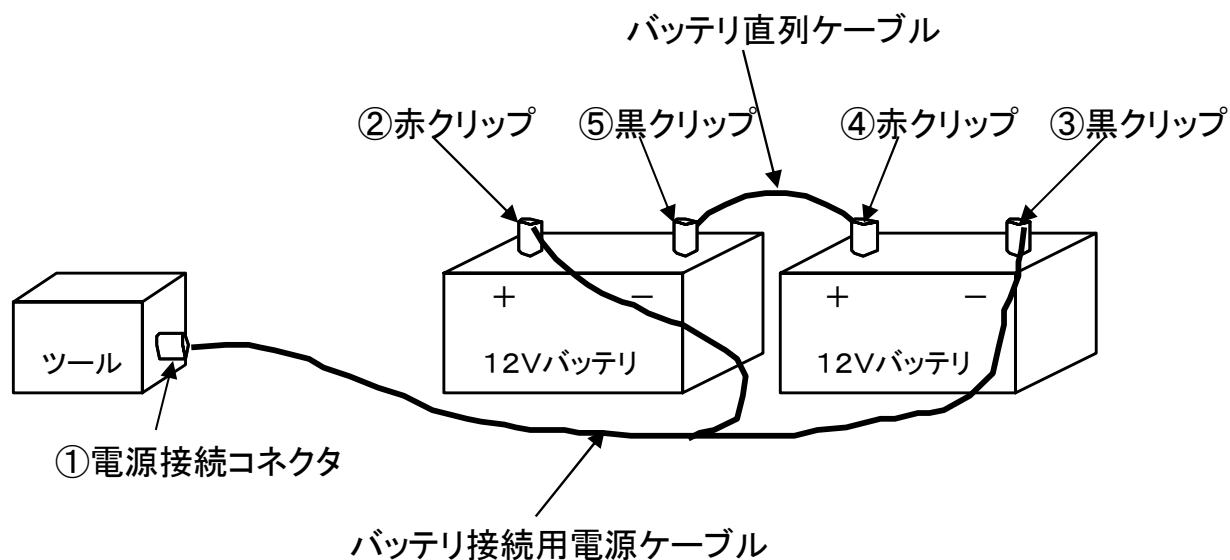 バッテリ直列ケーブル
②赤クリップ
⑤黒クリップ
④赤クリップ
③黒クリップ
＋
－
＋
－
ツール
１２Ｖバッテリ
１２Ｖバッテリ
①電源接続コネクタ
バッテリ接続用電源ケーブル